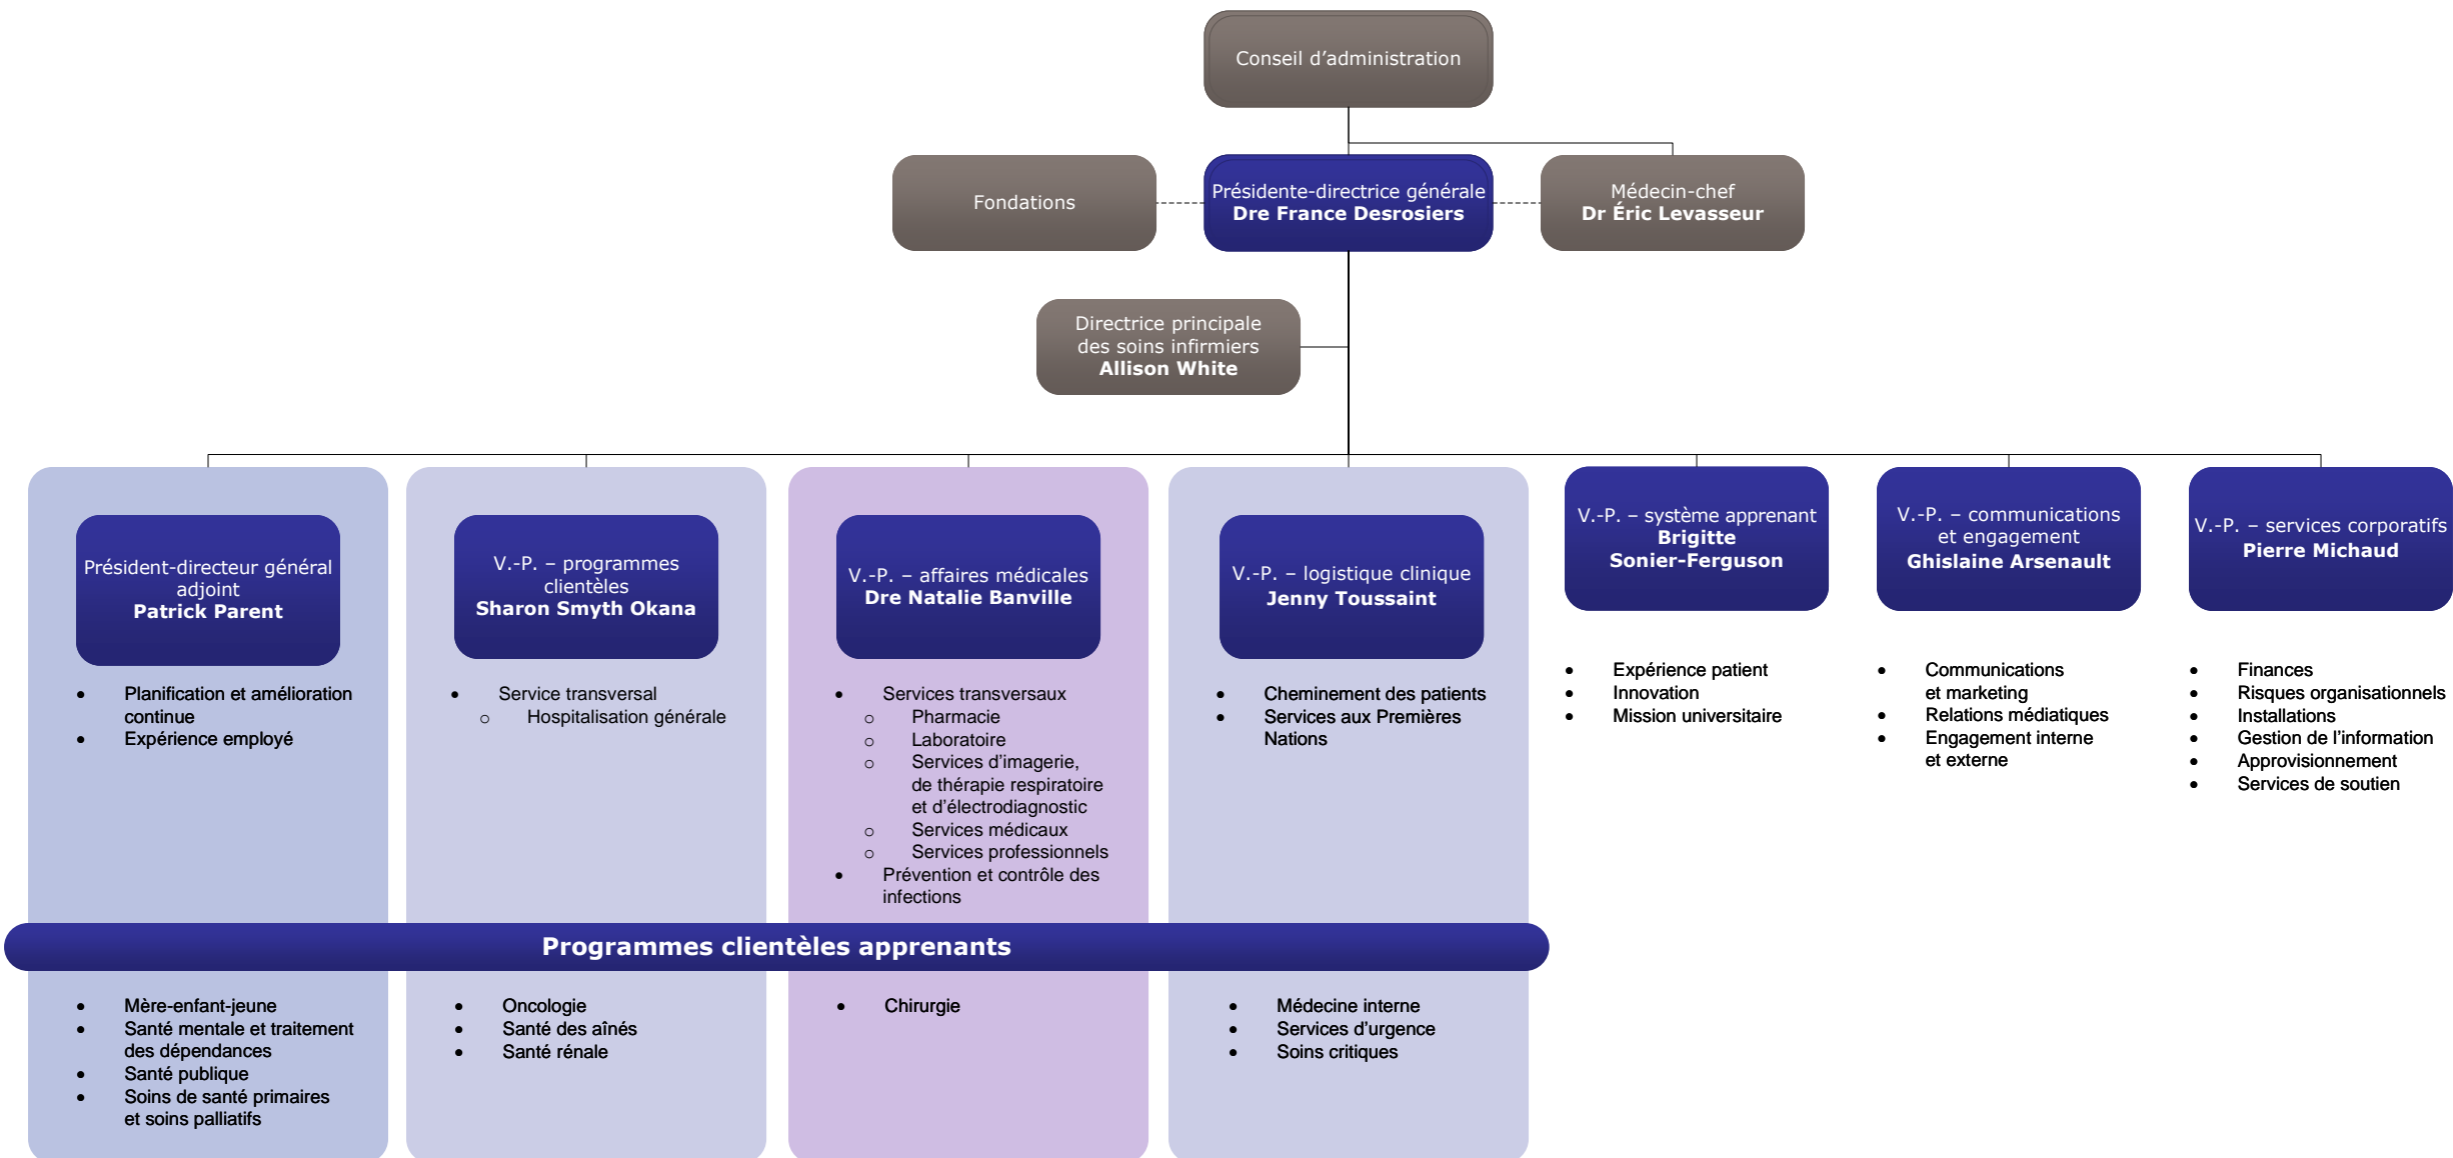 Conseil d’administration
Fondations
Présidente-directrice générale
Dre France Desrosiers
Médecin-chef
Dr Éric Levasseur
Directrice principale
des soins infirmiers
Allison White
Président-directeur général
adjoint
Patrick Parent
• Planification et amélioration
continue
• Expérience employé
V.-P. – programmes
clientèles
Sharon Smyth Okana
• Service transversal
o Hospitalisation générale
V.-P. – affaires médicales
Dre Natalie Banville
• Services transversaux
o Pharmacie
o Laboratoire
o Services d’imagerie,
de thérapie respiratoire
et d’électrodiagnostic
o Services médicaux
o Services professionnels
• Prévention et contrôle des
infections
V.-P. – logistique clinique
Jenny Toussaint
• Cheminement des patients
• Services aux Premières
Nations
V.-P. – système apprenant
Brigitte
Sonier-Ferguson
• Expérience patient
• Innovation
• Mission universitaire
V.-P. – communications
et engagement
Ghislaine Arsenault
• Communications
et marketing
• Relations médiatiques
• Engagement interne
et externe
V.-P. – services corporatifs
Pierre Michaud
• Finances
• Risques organisationnels
• Installations
• Gestion de l’information
• Approvisionnement
• Services de soutien
Programmes clientèles apprenants
• Mère-enfant-jeune
• Santé mentale et traitement
des dépendances
• Santé publique
• Soins de santé primaires
et soins palliatifs
• Oncologie
• Santé des aînés
• Santé rénale
• Chirurgie
• Médecine interne
• Services d’urgence
• Soins critiques